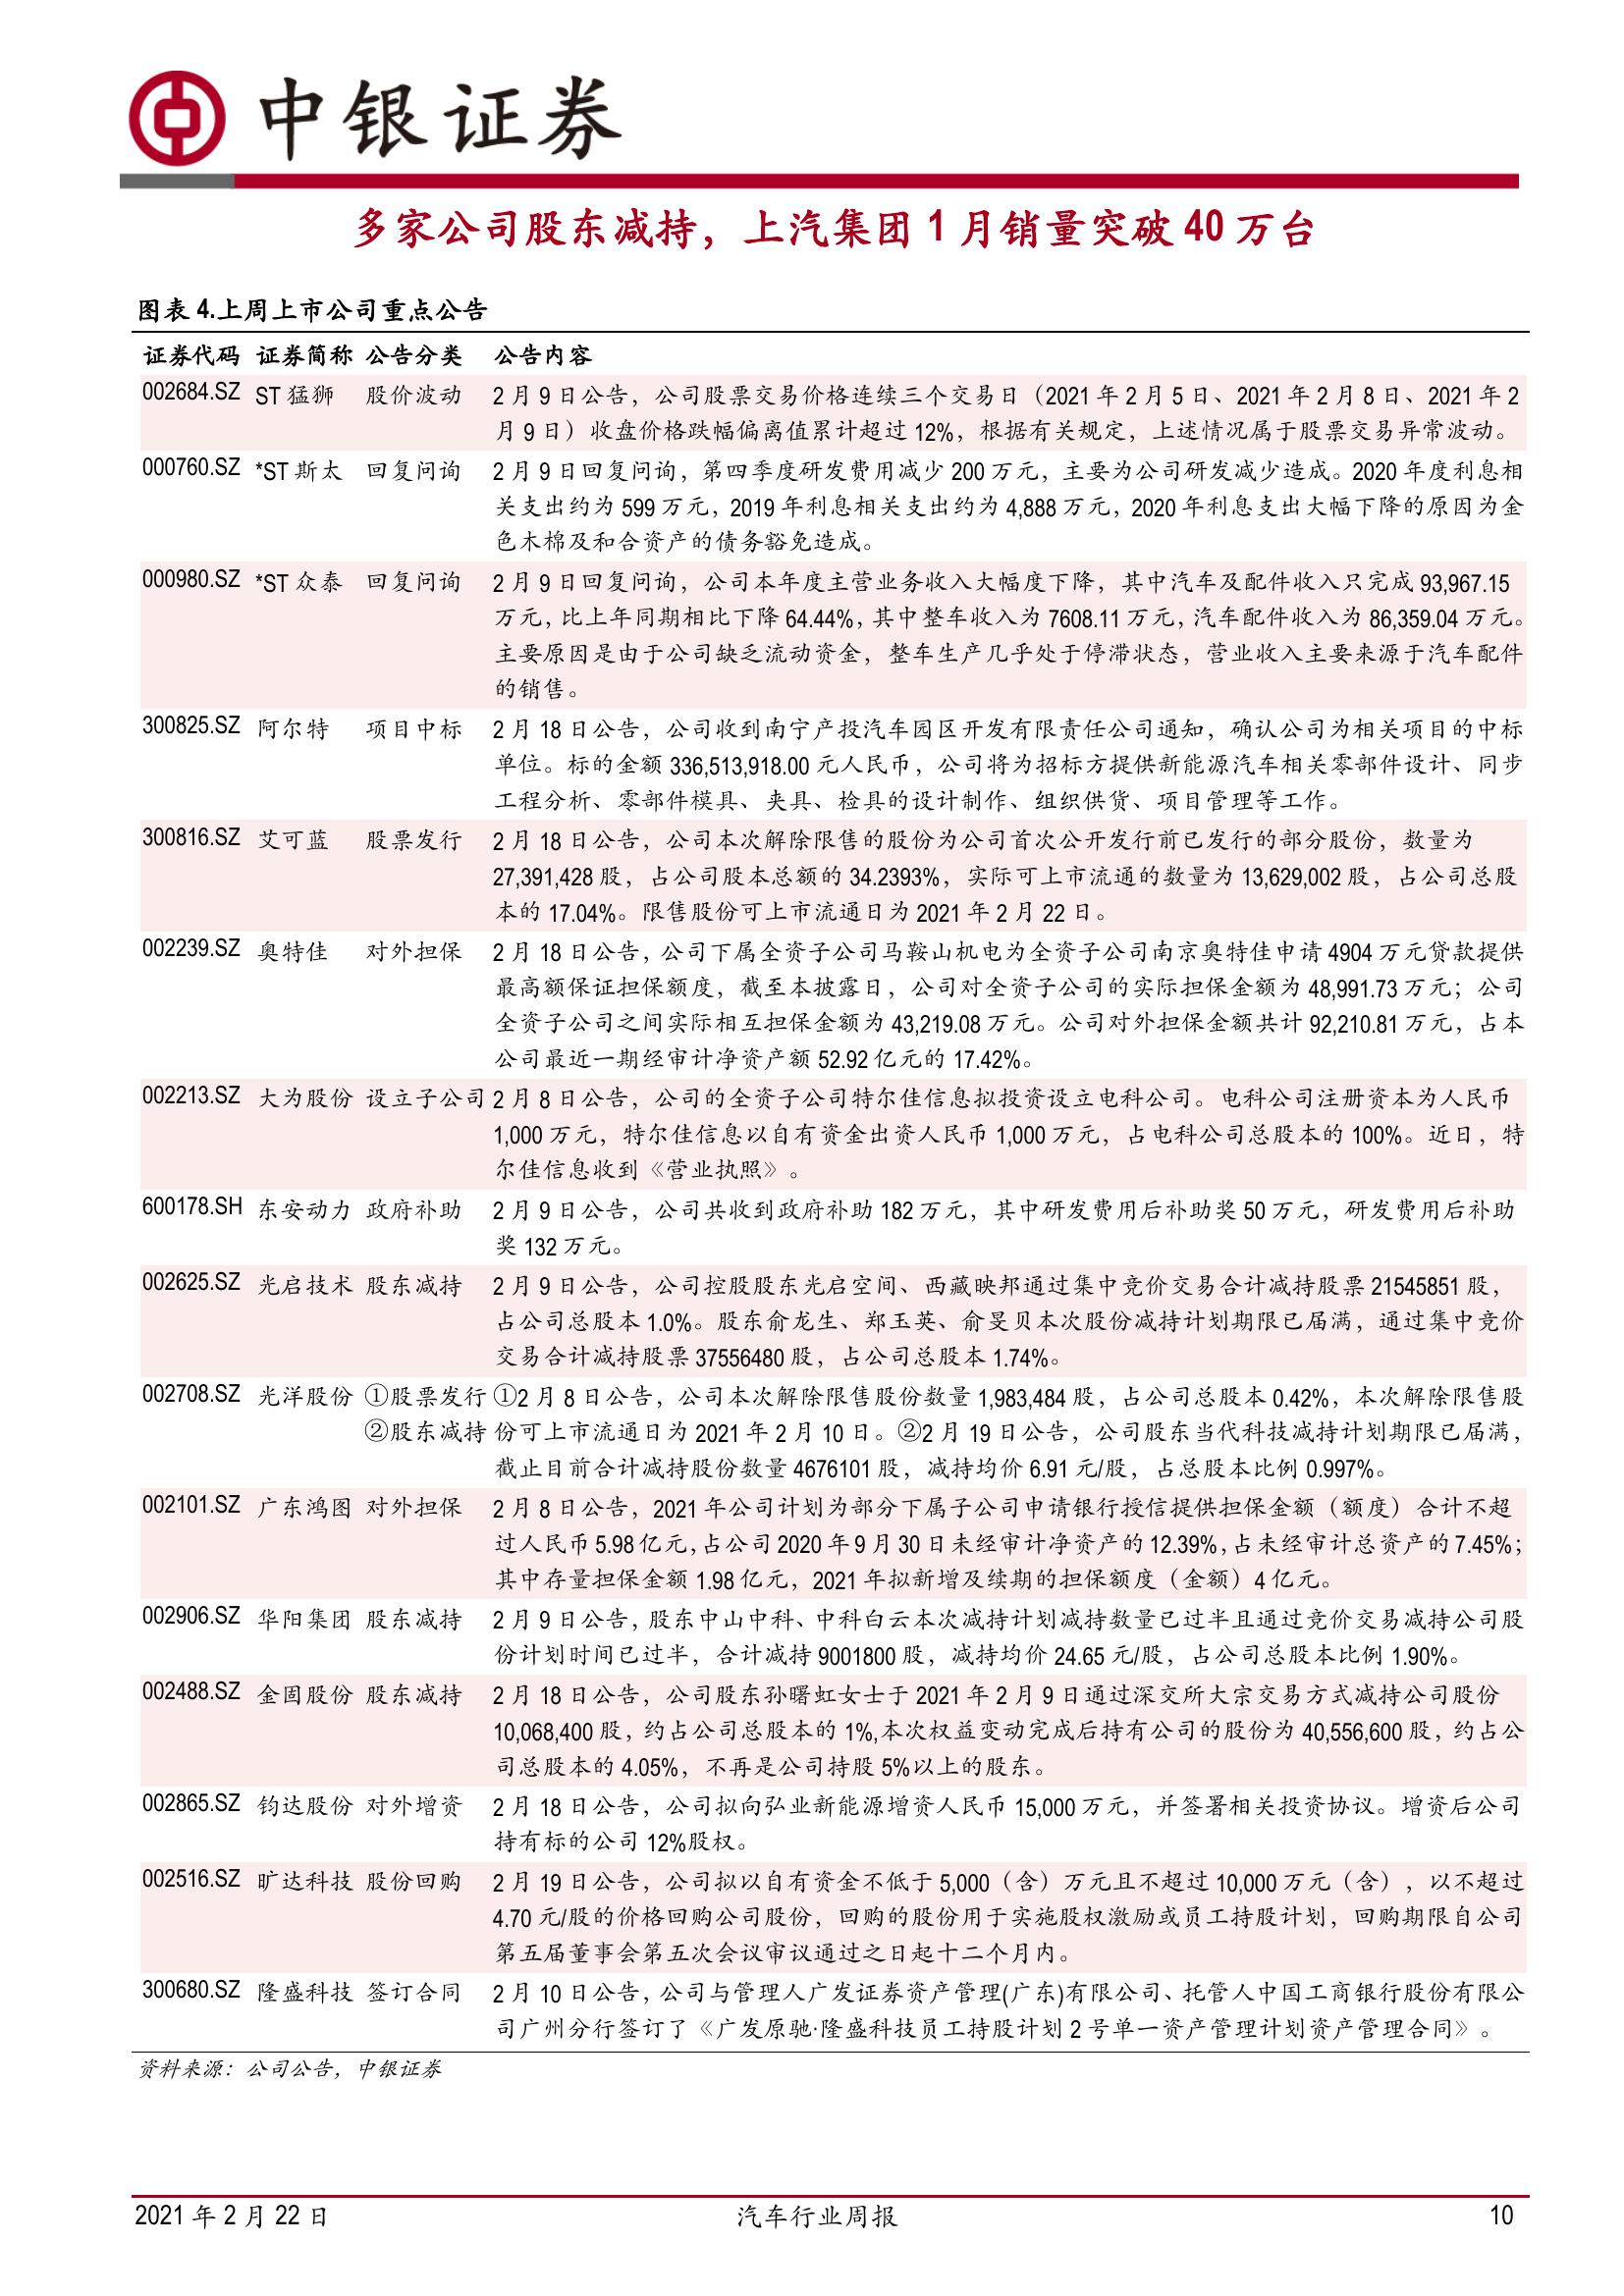 中银证券
多家公司股东减持，上汽集团 1 月销量突破 40 万台
图表 4.上周上市公司重点公告
证券代码 证券简称 公告分类 公告内容
002684.SZ ST 猛狮 股价波动 2 月 9 日公告，公司股票交易价格连续三个交易日（2021 年 2 月 5 日、2021 年 2 月 8 日、2021 年 2
月 9 日）收盘价格跌幅偏离值累计超过 12%，根据有关规定，上述情况属于股票交易异常波动。
000760.SZ *ST 斯太 回复问询 2 月 9 日回复问询，第四季度研发费用减少 200 万元，主要为公司研发减少造成。2020 年度利息相
关支出约为 599 万元，2019 年利息相关支出约为 4,888 万元，2020 年利息支出大幅下降的原因为金
色木棉及和合资产的债务豁免造成。
000980.SZ *ST 众泰 回复问询 2 月 9 日回复问询，公司本年度主营业务收入大幅度下降，其中汽车及配件收入只完成 93,967.15
万元，比上年同期相比下降 64.44%，其中整车收入为 7608.11 万元，汽车配件收入为 86,359.04 万元。
主要原因是由于公司缺乏流动资金，整车生产几乎处于停滞状态，营业收入主要来源于汽车配件
的销售。
300825.SZ 阿尔特 项目中标 2 月 18 日公告，公司收到南宁产投汽车园区开发有限责任公司通知，确认公司为相关项目的中标
单位。标的金额 336,513,918.00 元人民币，公司将为招标方提供新能源汽车相关零部件设计、同步
工程分析、零部件模具、夹具、检具的设计制作、组织供货、项目管理等工作。
300816.SZ 艾可蓝 股票发行 2 月 18 日公告，公司本次解除限售的股份为公司首次公开发行前已发行的部分股份，数量为
27,391,428 股，占公司股本总额的 34.2393%，实际可上市流通的数量为 13,629,002 股，占公司总股
本的 17.04%。限售股份可上市流通日为 2021 年 2 月 22 日。
002239.SZ 奥特佳 对外担保 2 月 18 日公告，公司下属全资子公司马鞍山机电为全资子公司南京奥特佳申请 4904 万元贷款提供
最高额保证担保额度，截至本披露日，公司对全资子公司的实际担保金额为 48,991.73 万元；公司
全资子公司之间实际相互担保金额为 43,219.08 万元。公司对外担保金额共计 92,210.81 万元，占本
公司最近一期经审计净资产额 52.92 亿元的 17.42%。
002213.SZ 大为股份 设立子公司 2 月 8 日公告，公司的全资子公司特尔佳信息拟投资设立电科公司。电科公司注册资本为人民币
1,000 万元，特尔佳信息以自有资金出资人民币 1,000 万元，占电科公司总股本的 100%。近日，特
尔佳信息收到《营业执照》。
600178.SH 东安动力 政府补助 2 月 9 日公告，公司共收到政府补助 182 万元，其中研发费用后补助奖 50 万元，研发费用后补助
奖 132 万元。
002625.SZ 光启技术 股东减持 2 月 9 日公告，公司控股股东光启空间、西藏映邦通过集中竞价交易合计减持股票 21545851 股，
占公司总股本 1.0%。股东俞龙生、郑玉英、俞旻贝本次股份减持计划期限已届满，通过集中竞价
交易合计减持股票 37556480 股，占公司总股本 1.74%。
002708.SZ 光洋股份 ①股票发行 ①2 月 8 日公告，公司本次解除限售股份数量 1,983,484 股，占公司总股本 0.42%，本次解除限售股
②股东减持 份可上市流通日为 2021 年 2 月 10 日。②2 月 19 日公告，公司股东当代科技减持计划期限已届满，
截止目前合计减持股份数量 4676101 股，减持均价 6.91 元/股，占总股本比例 0.997%。
002101.SZ 广东鸿图 对外担保 2 月 8 日公告，2021 年公司计划为部分下属子公司申请银行授信提供担保金额（额度）合计不超
过人民币 5.98 亿元，占公司 2020 年 9 月 30 日未经审计净资产的 12.39%，占未经审计总资产的 7.45%；
其中存量担保金额 1.98 亿元，2021 年拟新增及续期的担保额度（金额）4 亿元。
002906.SZ 华阳集团 股东减持 2 月 9 日公告，股东中山中科、中科白云本次减持计划减持数量已过半且通过竞价交易减持公司股
份计划时间已过半，合计减持 9001800 股，减持均价 24.65 元/股，占公司总股本比例 1.90%。
002488.SZ 金固股份 股东减持 2 月 18 日公告，公司股东孙曙虹女士于 2021 年 2 月 9 日通过深交所大宗交易方式减持公司股份
10,068,400 股，约占公司总股本的 1%,本次权益变动完成后持有公司的股份为 40,556,600 股，约占公
司总股本的 4.05%，不再是公司持股 5%以上的股东。
002865.SZ 钧达股份 对外增资 2 月 18 日公告，公司拟向弘业新能源增资人民币 15,000 万元，并签署相关投资协议。增资后公司
持有标的公司 12%股权。
002516.SZ 旷达科技 股份回购 2 月 19 日公告，公司拟以自有资金不低于 5,000（含）万元且不超过 10,000 万元（含），以不超过
4.70 元/股的价格回购公司股份，回购的股份用于实施股权激励或员工持股计划，回购期限自公司
第五届董事会第五次会议审议通过之日起十二个月内。
300680.SZ 隆盛科技 签订合同 2 月 10 日公告，公司与管理人广发证券资产管理(广东)有限公司、托管人中国工商银行股份有限公
司广州分行签订了《广发原驰·隆盛科技员工持股计划 2 号单一资产管理计划资产管理合同》。
资料来源：公司公告，中银证券
2021 年 2 月 22 日 汽车行业周报 10